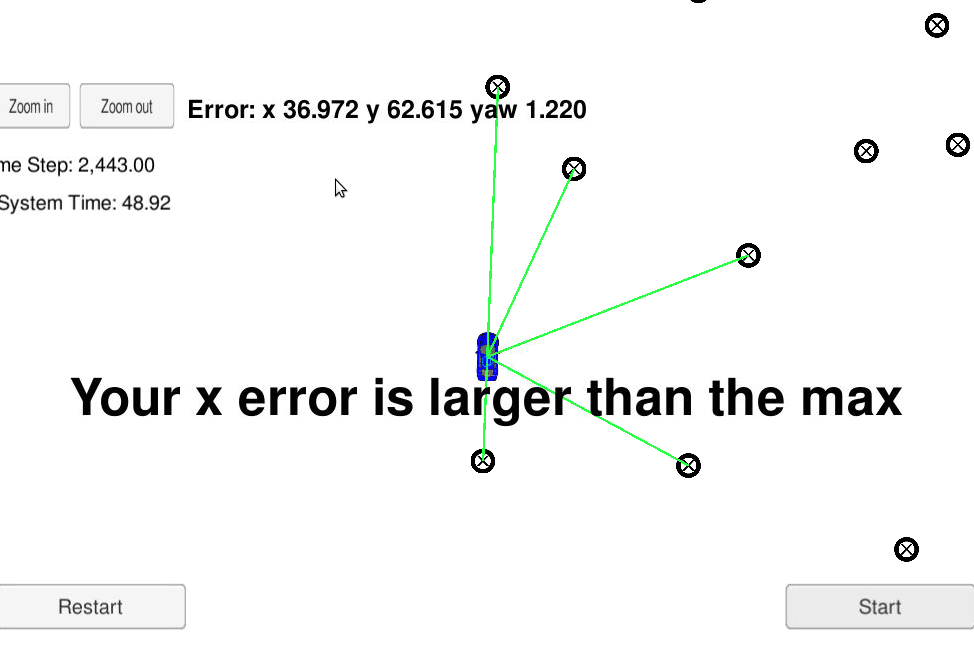 Zoom in
Zoom out
Error: x 36.972 y 62.615 yaw 1.220
me Step: 2,443.00
System Time: 48.92
Your x error is larger than the max
Restart
Start